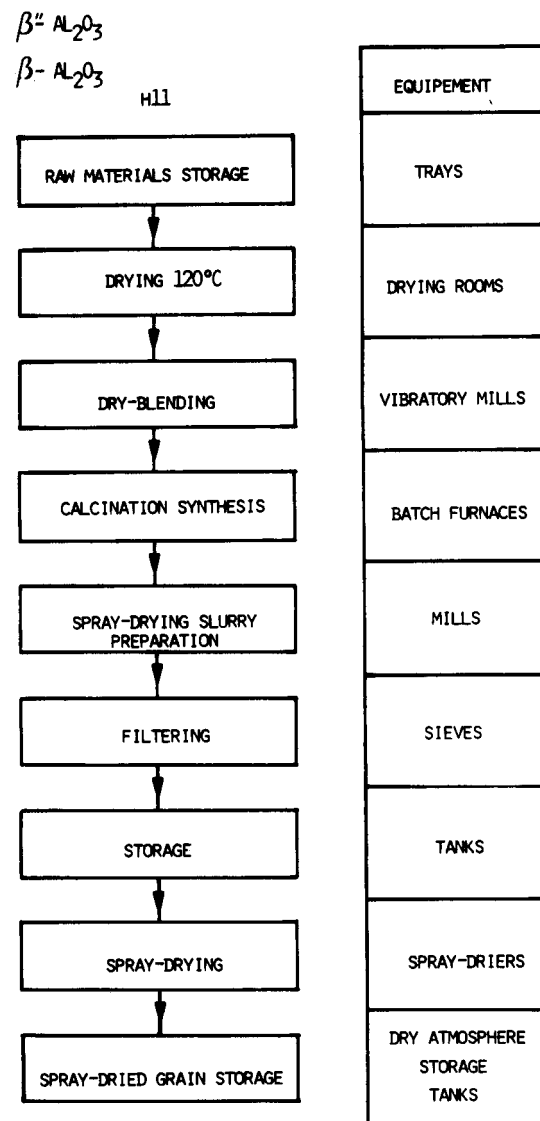 β" AL₂O₃
β- AL₂O₃
H11
RAW MATERIALS STORAGE
DRYING 120°C
DRY-BLENDING
CALCINATION SYNTHESIS
SPRAY-DRYING SLURRY
PREPARATION
FILTERING
STORAGE
SPRAY-DRYING
SPRAY-DRIED GRAIN STORAGE
EQUIPEMENT
TRAYS
DRYING ROOMS
VIBRATORY MILLS
BATCH FURNACES
MILLS
SIEVES
TANKS
SPRAY-DRIERS
DRY ATMOSPHERE
STORAGE
TANKS